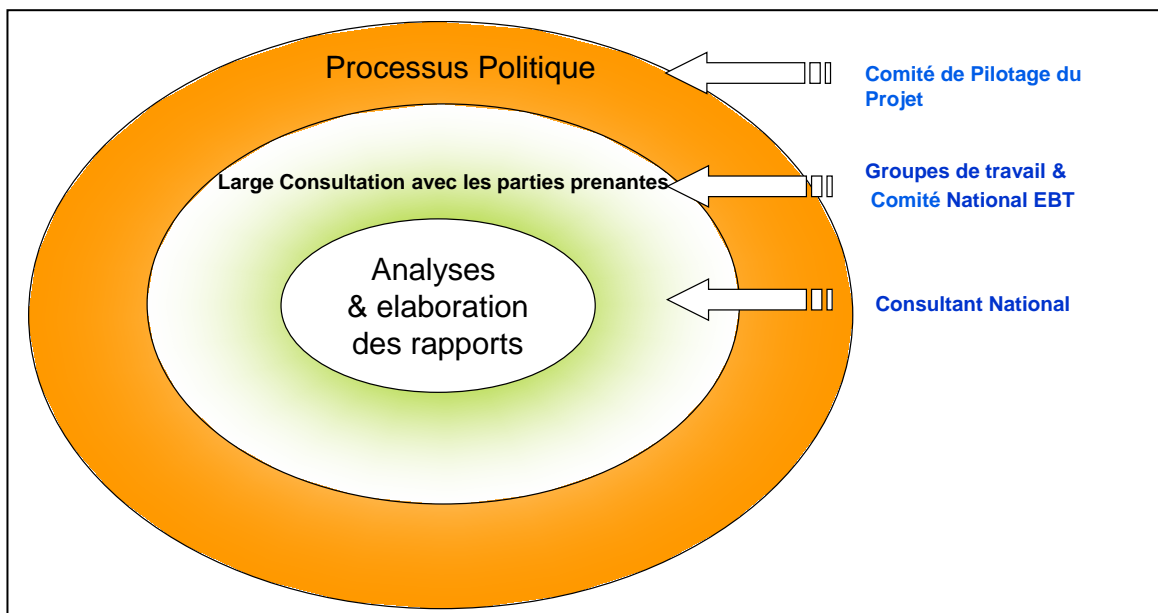 Processus Politique
Comité de Pilotage du
Projet
Large Consultation avec les parties prenantes
Groupes de travail &
Comité National EBT
Analyses
& elaboration
des rapports
Consultant National